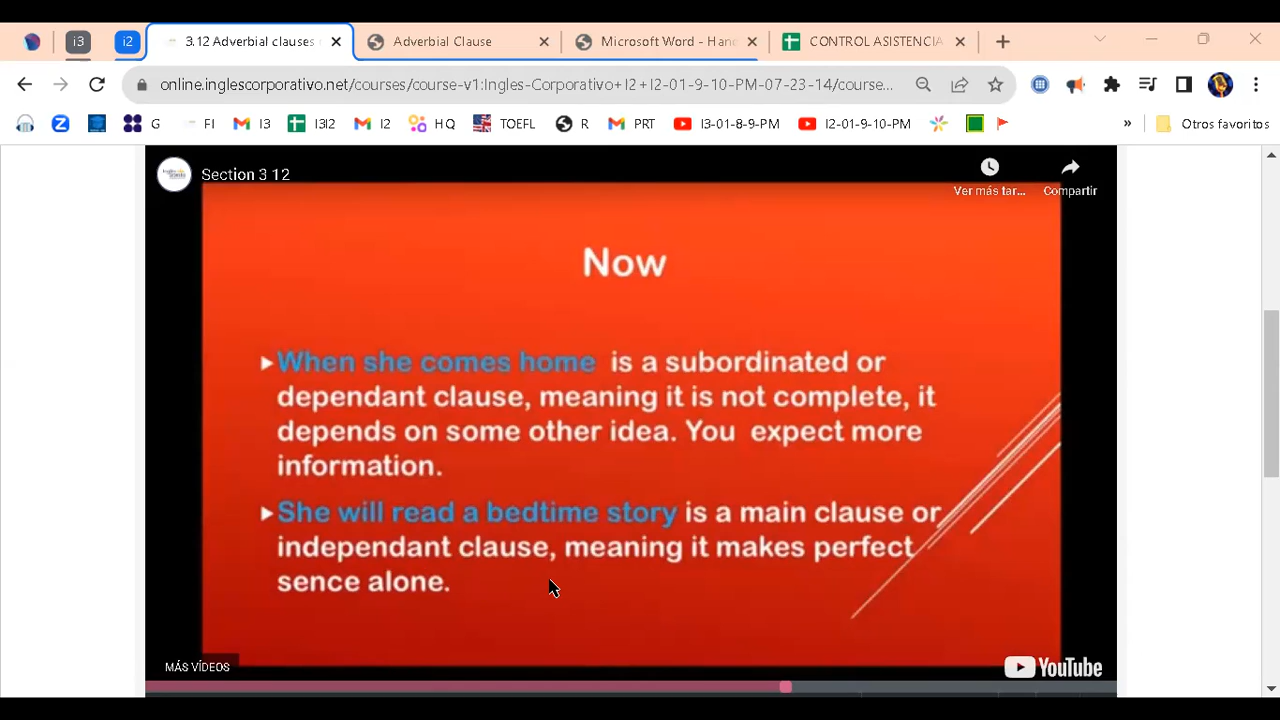 i3
i2
3.12 Adverbial clauses
Adverbial Clause
Microsoft Word - Hand
CONTROL ASISTENCIA
online.inglescorporativo.net/courses/course-v1:Ingles-Corporativo+I2+I2-01-9-10-PM-07-23-14/course...
G
FI
I3
I3I2
I2
HQ
TOEFL
R
PRT
I3-01-8-9-PM
I2-01-9-10-PM
»
Otros favoritos
Section 3 12
Ver más tar...
Compartir
Now
When she comes home is a subordinated or
dependant clause, meaning it is not complete, it
depends on some other idea. You expect more
information.
She will read a bedtime story is a main clause or
independant clause, meaning it makes perfect
sence alone.
MÁS VÍDEOS
YouTube